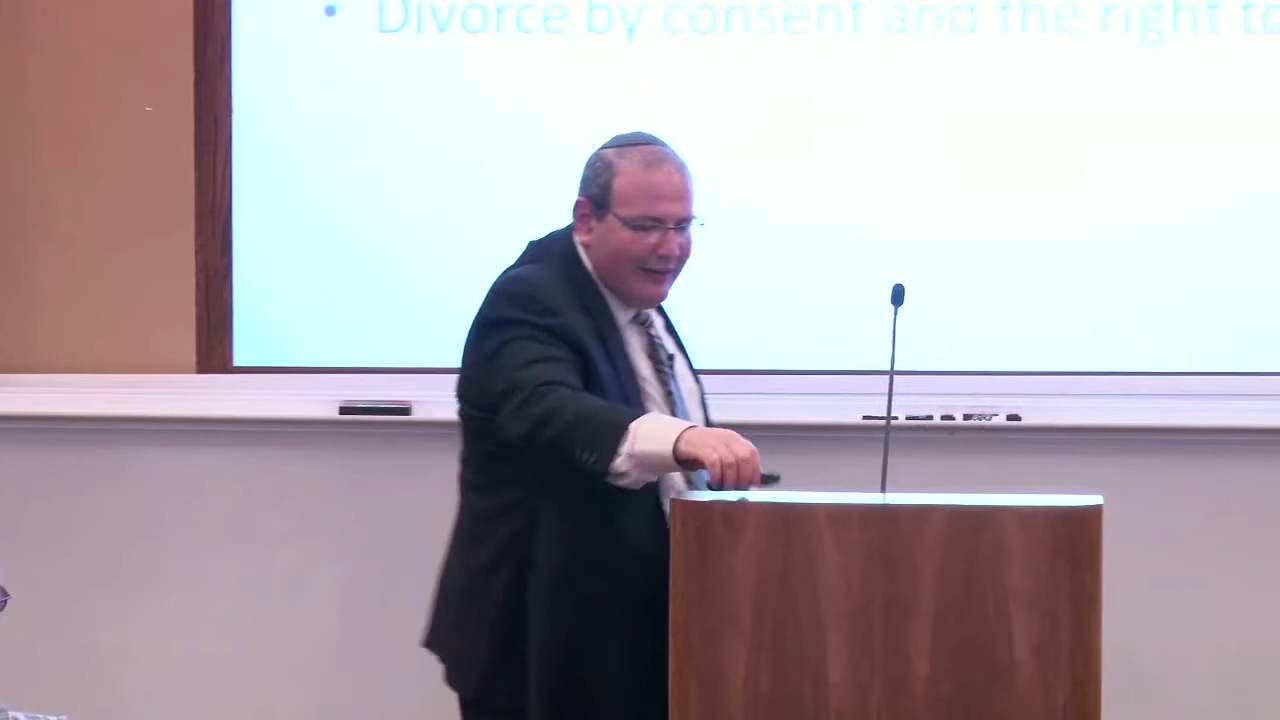 • Divorce by consent and the right to